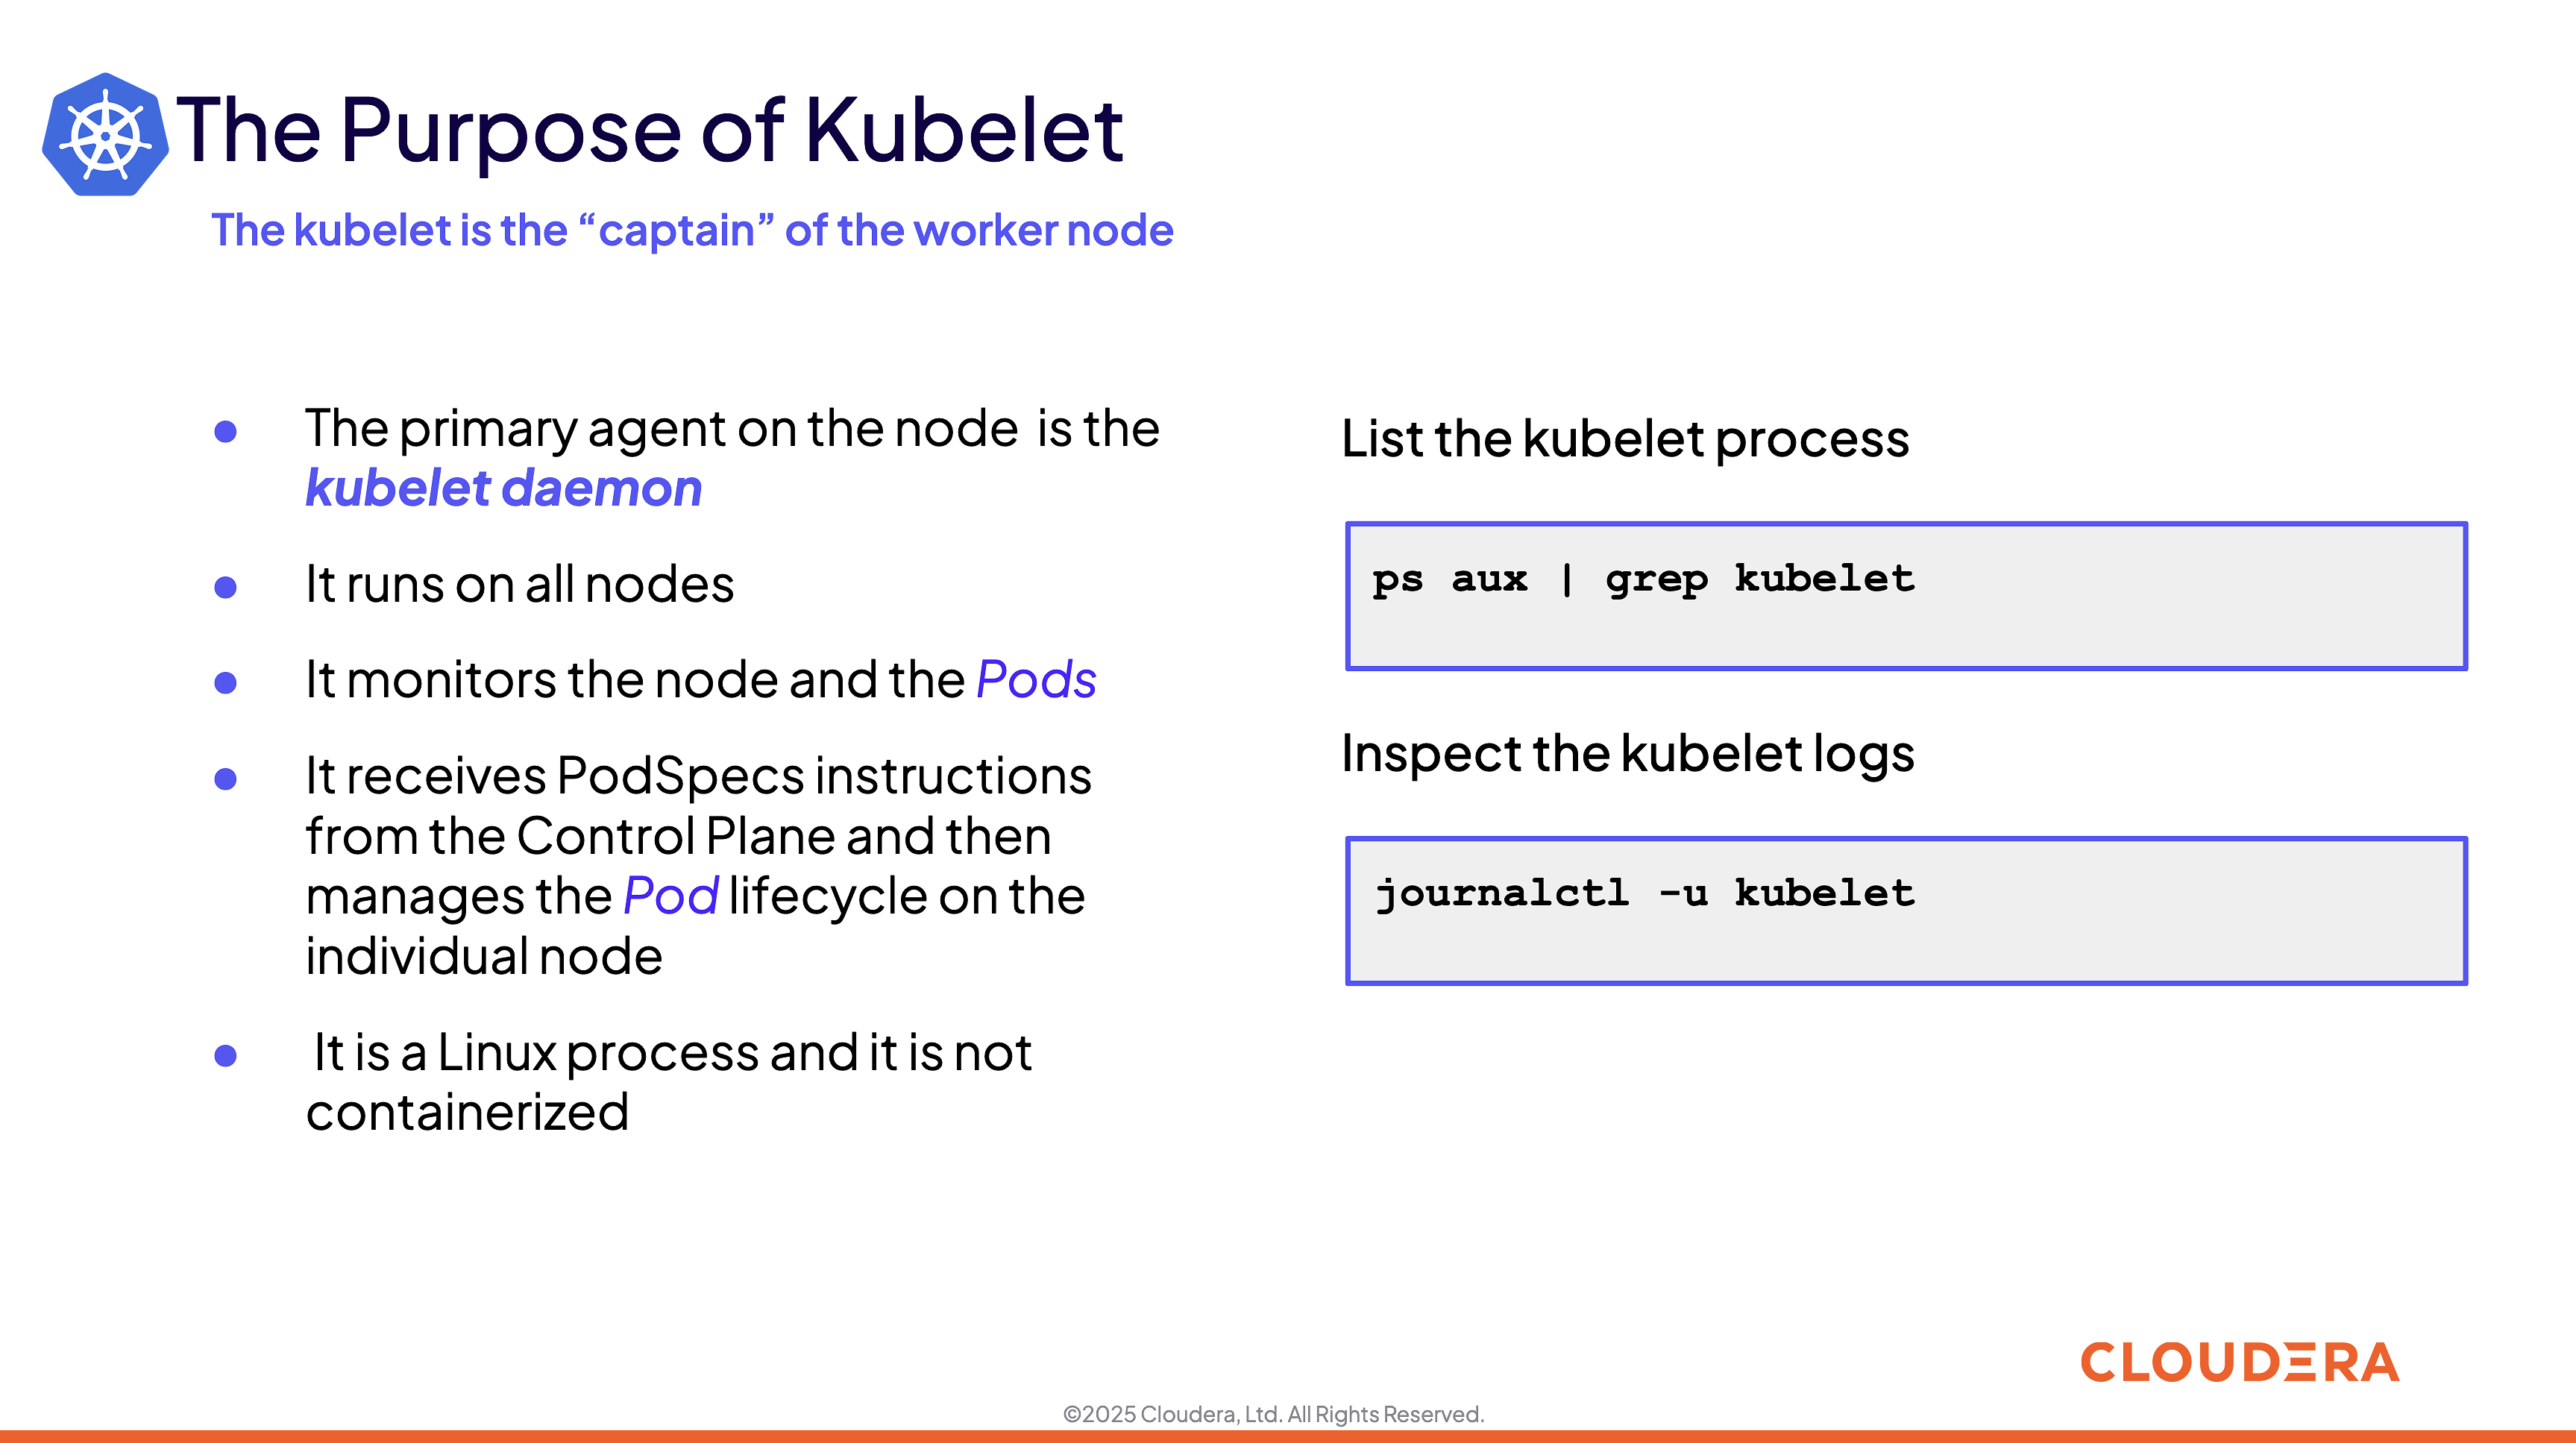 The Purpose of Kubelet
The kubelet is the “captain” of the worker node
● The primary agent on the node  is the
kubelet daemon
● It runs on all nodes
● It monitors the node and the Pods
● It receives PodSpecs instructions
from the Control Plane and then
manages the Pod lifecycle on the
individual node
● It is a Linux process and it is not
containerized
List the kubelet process
ps aux | grep kubelet
Inspect the kubelet logs
journalctl -u kubelet
CLOUDERA
©2025 Cloudera, Ltd. All Rights Reserved.